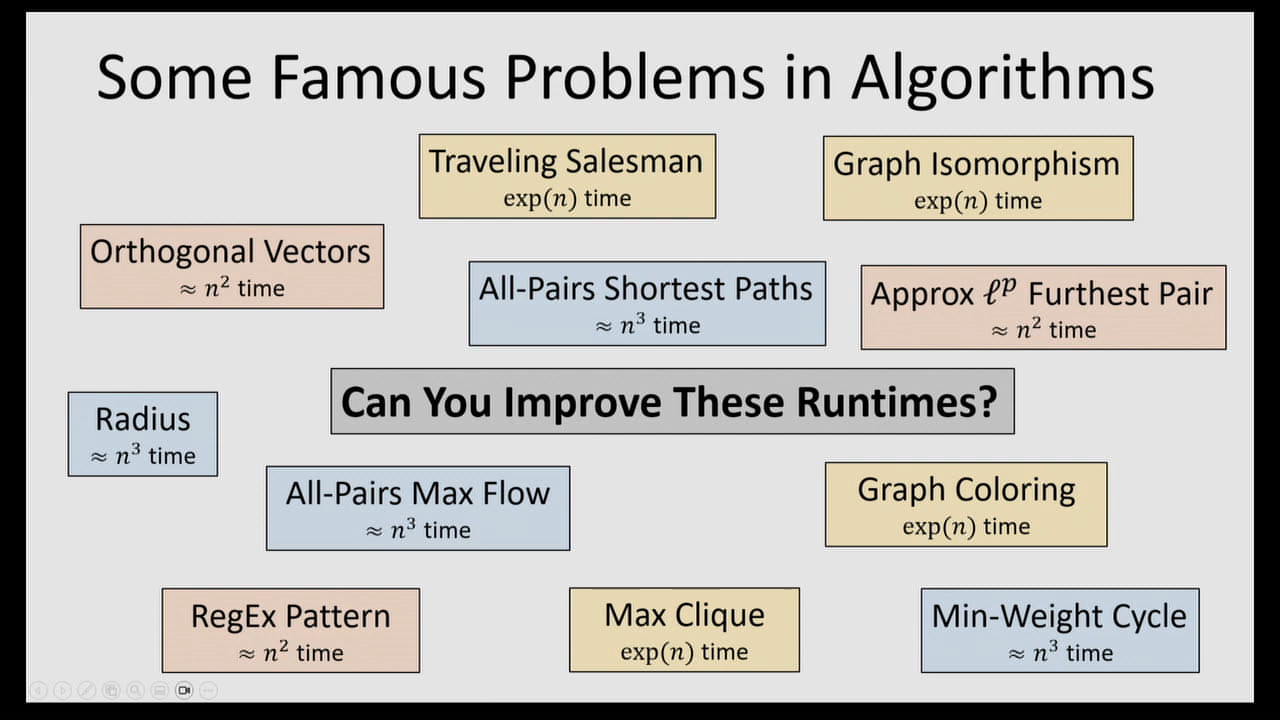 Some Famous Problems in Algorithms
Traveling Salesman
exp(n) time
Graph Isomorphism
exp(n) time
Orthogonal Vectors
≈ n² time
All-Pairs Shortest Paths
≈ n³ time
Approx ℓᵖ Furthest Pair
≈ n² time
Can You Improve These Runtimes?
Radius
≈ n³ time
All-Pairs Max Flow
≈ n³ time
Graph Coloring
exp(n) time
RegEx Pattern
≈ n² time
Max Clique
exp(n) time
Min-Weight Cycle
≈ n³ time